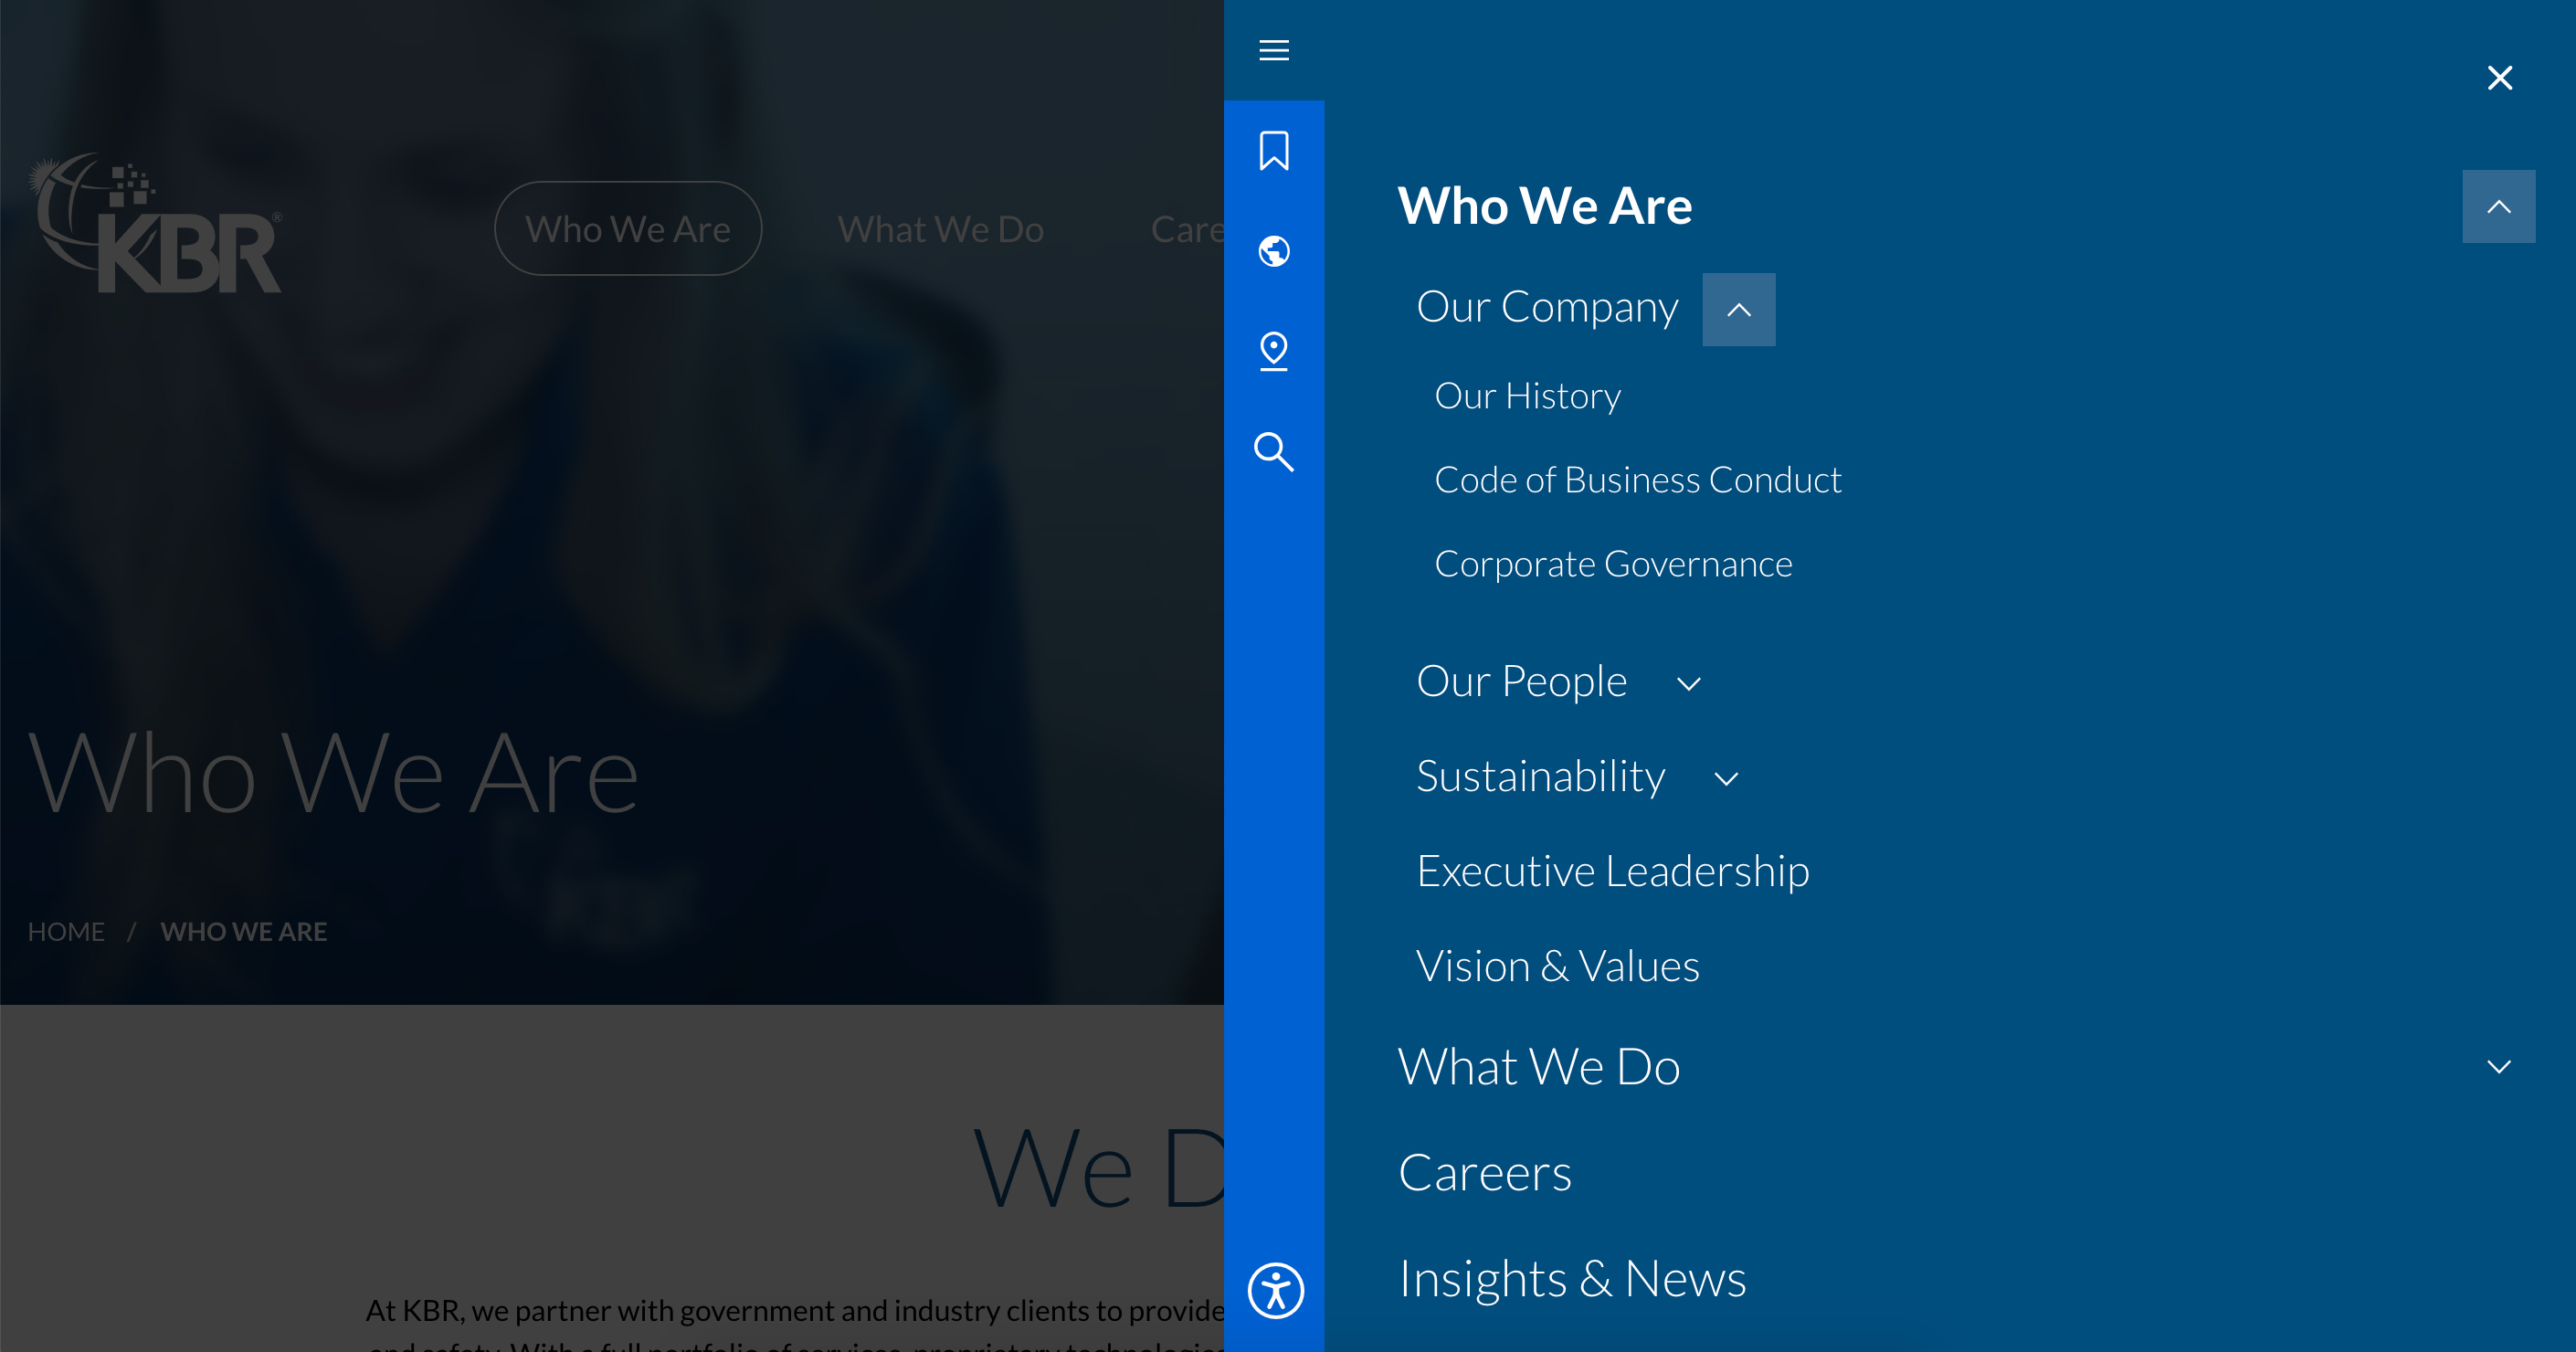 KBR®
Who We Are
What We Do
Who We Are
HOME / WHO WE ARE
At KBR, we partner with government and industry clients to provide
Who We Are
Our Company
Our History
Code of Business Conduct
Corporate Governance
Our People
Sustainability
Executive Leadership
Vision & Values
What We Do
Careers
Insights & News